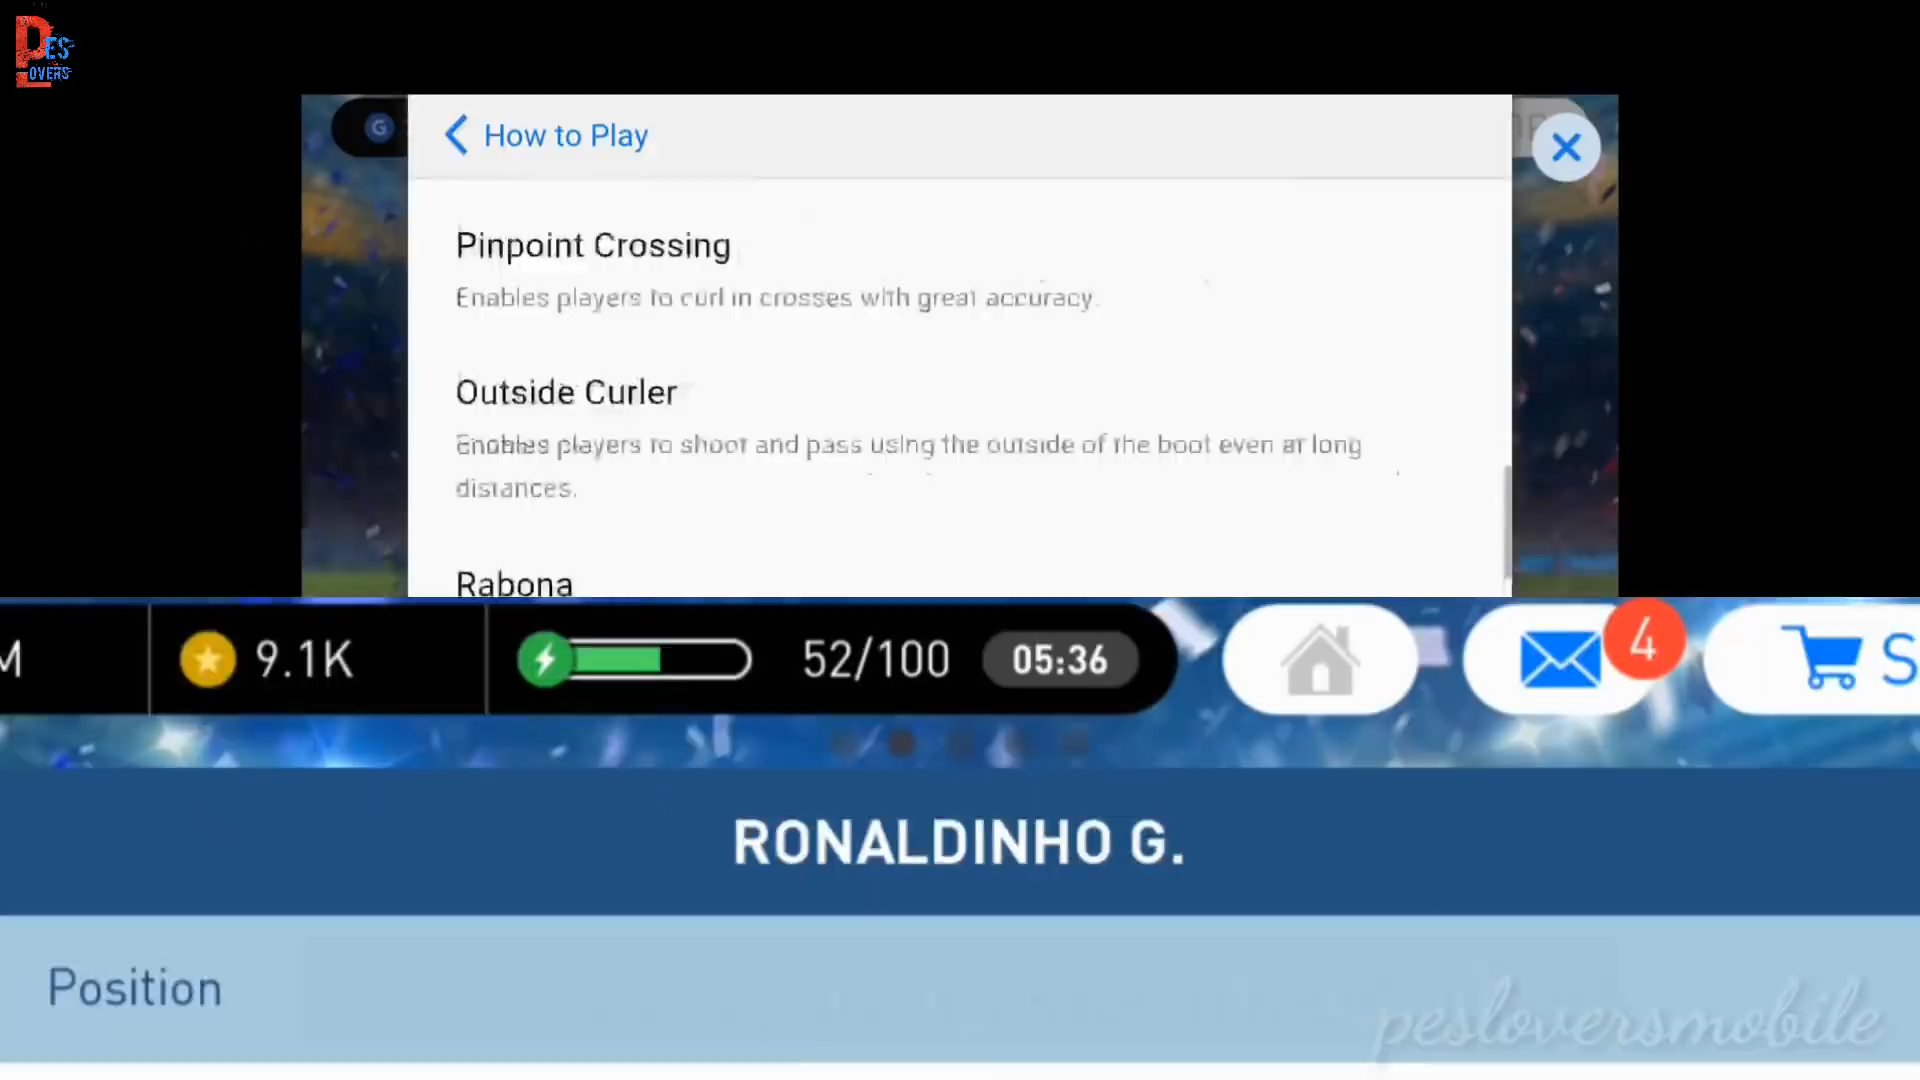 PES
LOVERS
G
How to Play
Pinpoint Crossing
Enables players to curl in crosses with great accuracy.
Outside Curler
Enables players to shoot and pass using the outside of the boot even at long
distances.
Rabona
M
9.1K
52/100
05:36
4
S
RONALDINHO G.
Position
pesloversmobile